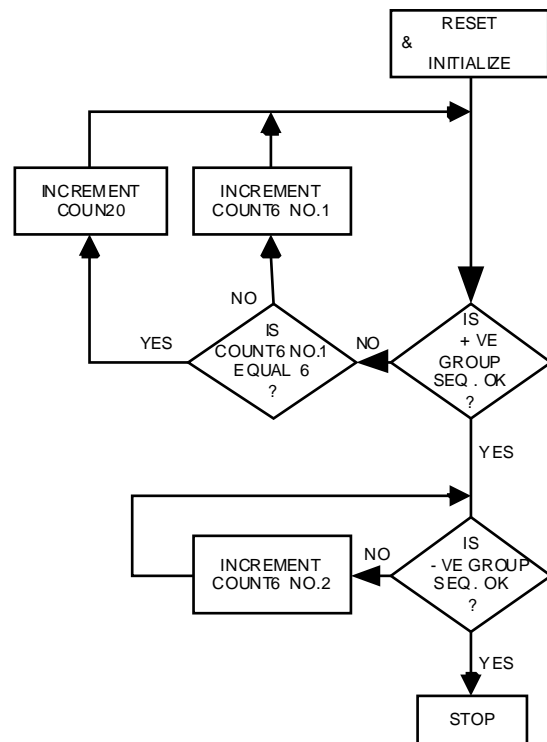 RESET
&
INITIALIZE
INCREMENT
COUN20
INCREMENT
COUNT6 NO.1
NO
YES
IS
COUNT6 NO.1
EQUAL 6
?
NO
IS
+ VE
GROUP
SEQ. OK
?
YES
INCREMENT
COUNT6 NO.2
NO
IS
- VE GROUP
SEQ. OK
?
YES
STOP